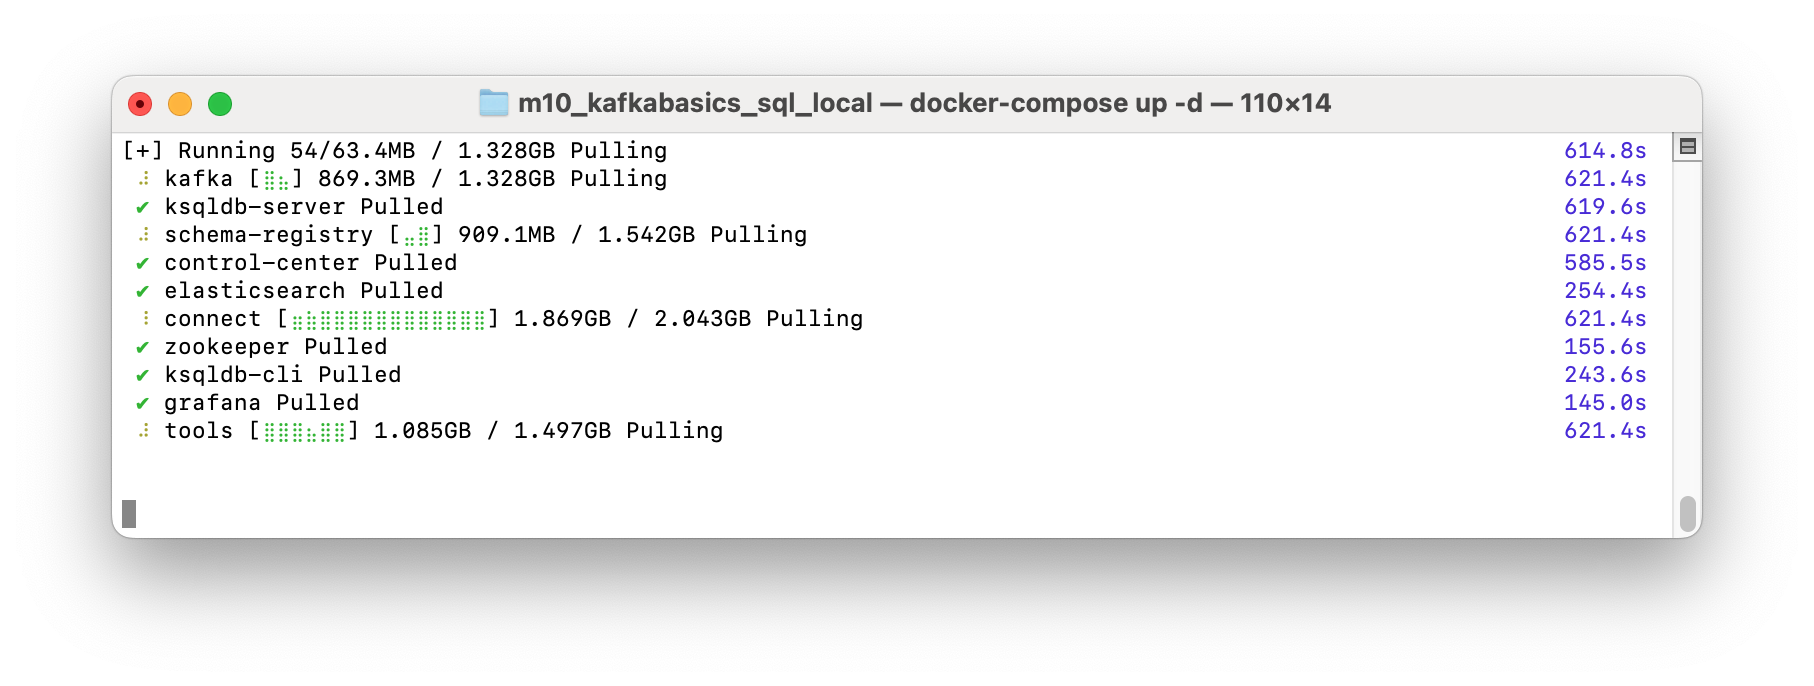 m10_kafkabasics_sql_local — docker-compose up -d — 110×14
[+] Running 54/63.4MB / 1.328GB Pulling 614.8s
⠼ kafka [⣿⣦] 869.3MB / 1.328GB Pulling 621.4s
✔ ksqldb-server Pulled 619.6s
⠼ schema-registry [⣤⣿] 909.1MB / 1.542GB Pulling 621.4s
✔ control-center Pulled 585.5s
✔ elasticsearch Pulled 254.4s
⠸ connect [⣶⣷⣿⣿⣿⣿⣿⣿⣿⣿⣿⣿⣿⣿] 1.869GB / 2.043GB Pulling 621.4s
✔ zookeeper Pulled 155.6s
✔ ksqldb-cli Pulled 243.6s
✔ grafana Pulled 145.0s
⠼ tools [⣿⣿⣿⣦⣿⣿] 1.085GB / 1.497GB Pulling 621.4s